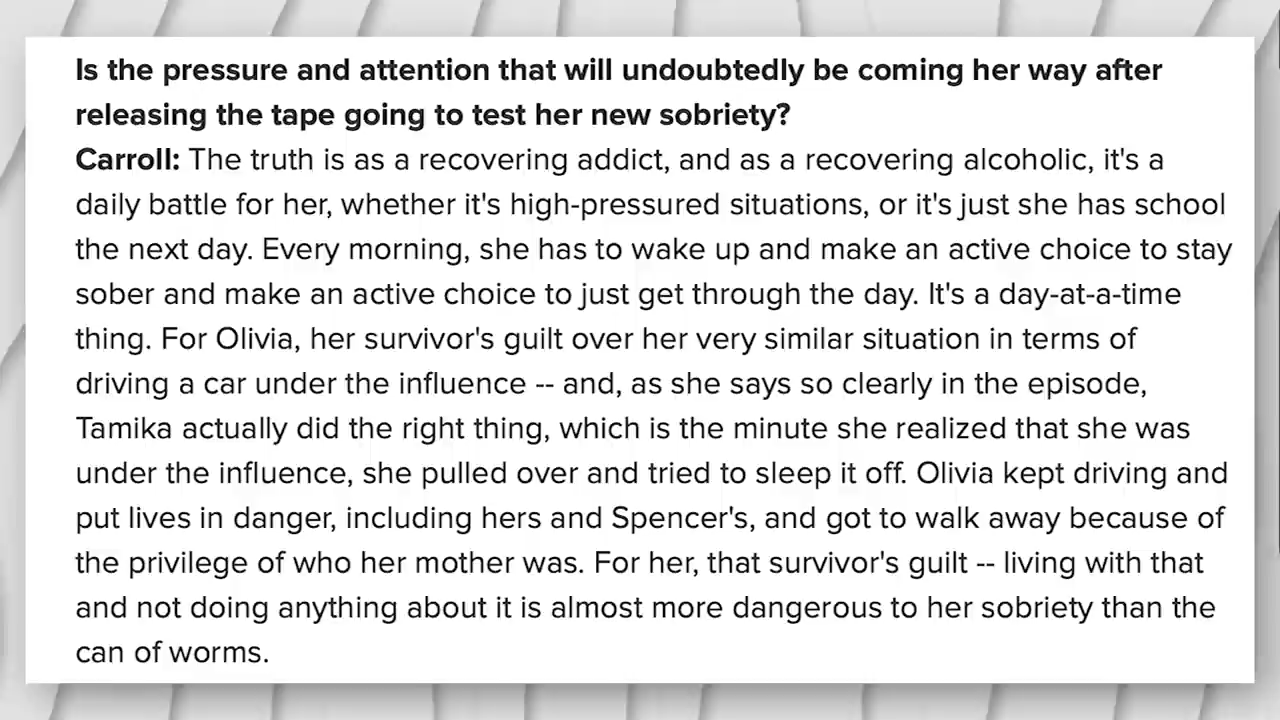 Is the pressure and attention that will undoubtedly be coming her way after
releasing the tape going to test her new sobriety?
Carroll: The truth is as a recovering addict, and as a recovering alcoholic, it's a
daily battle for her, whether it's high-pressured situations, or it's just she has school
the next day. Every morning, she has to wake up and make an active choice to stay
sober and make an active choice to just get through the day. It's a day-at-a-time
thing. For Olivia, her survivor's guilt over her very similar situation in terms of
driving a car under the influence -- and, as she says so clearly in the episode,
Tamika actually did the right thing, which is the minute she realized that she was
under the influence, she pulled over and tried to sleep it off. Olivia kept driving and
put lives in danger, including hers and Spencer's, and got to walk away because of
the privilege of who her mother was. For her, that survivor's guilt -- living with that
and not doing anything about it is almost more dangerous to her sobriety than the
can of worms.